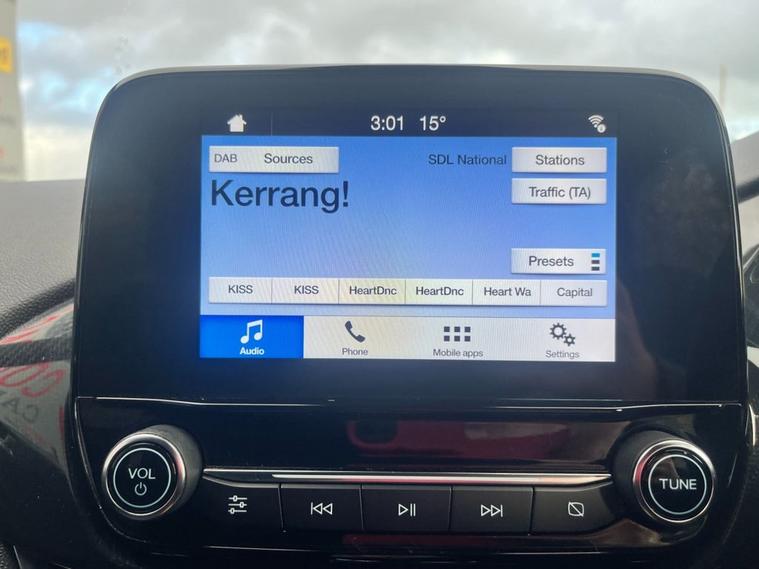 3:01 15°
DAB Sources SDL National Stations
Kerrang!
Traffic (TA)
Presets
KISS KISS HeartDnc HeartDnc Heart Wa Capital
Audio Phone Mobile apps Settings
VOL TUNE